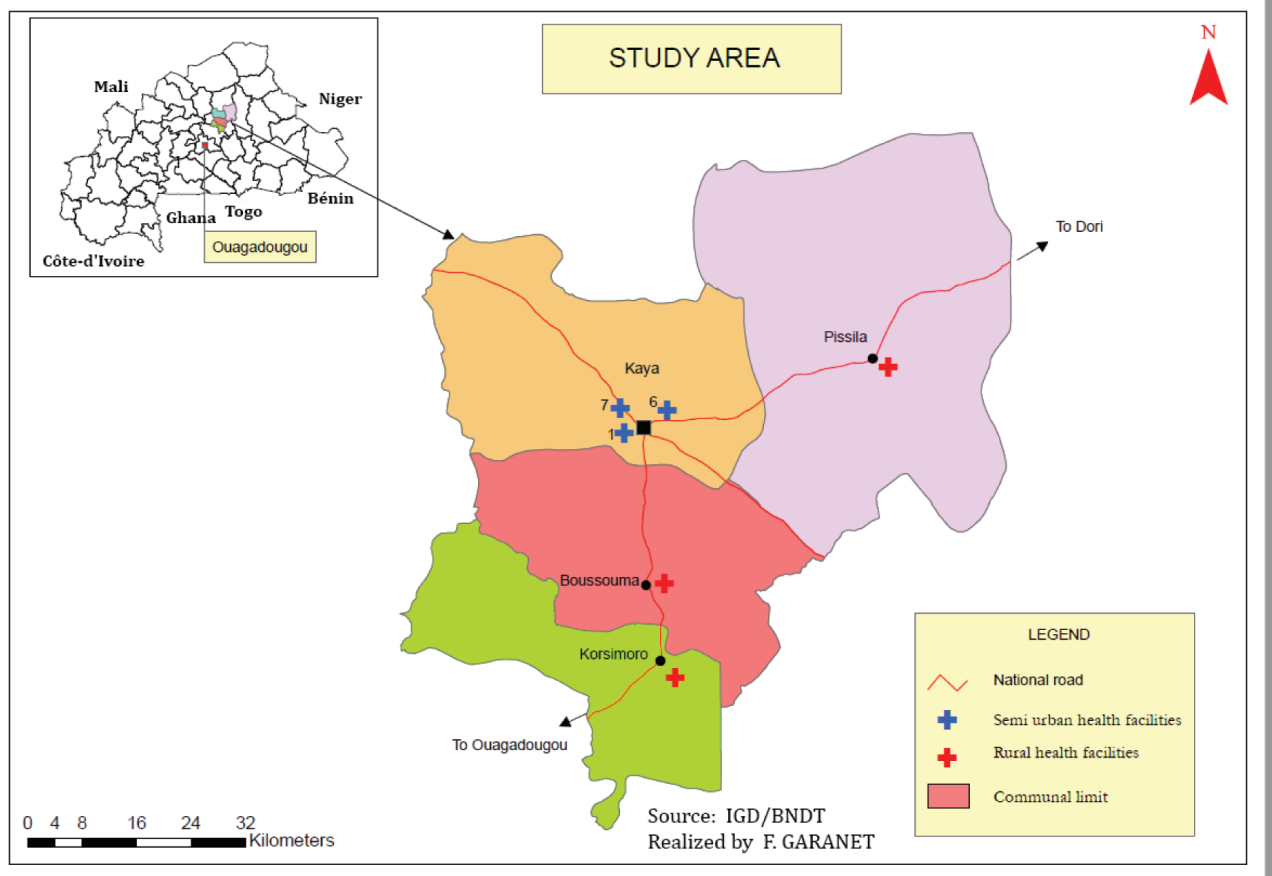 STUDY AREA
N
Mali
Niger
Bénin
Ghana
Togo
Côte-d'Ivoire
Ouagadougou
To Dori
Pissila
Kaya
7
6
1
Boussouma
Korsimoro
To Ouagadougou
LEGEND
National road
Semi urban health facilities
Rural health facilities
Communal limit
0 4 8 16 24 32
Kilometers
Source: IGD/BNDT
Realized by F. GARANET